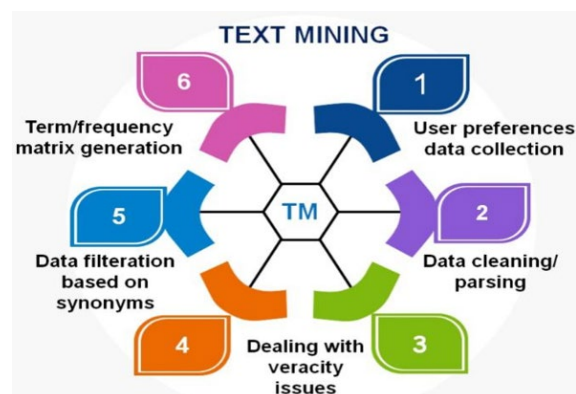 TEXT MINING
6
1
Term/frequency
matrix generation
User preferences
data collection
5
TM
2
Data filteration
based on
synonyms
Data cleaning/
parsing
4
Dealing with
veracity
issues
3